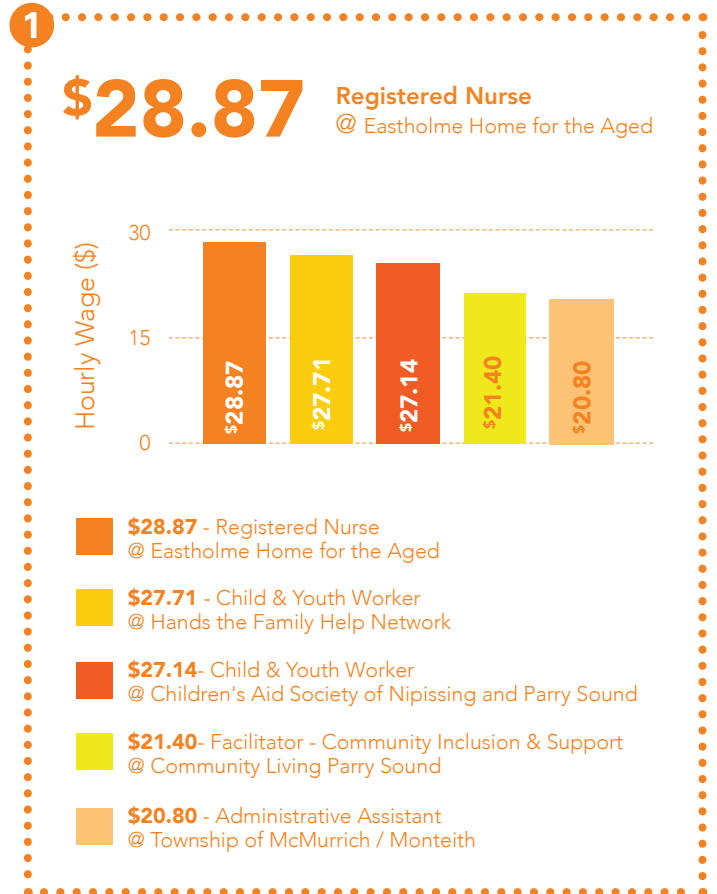 1
$28.87
Registered Nurse
@ Eastholme Home for the Aged
Hourly Wage ($)
30
15
0
$28.87
$27.71
$27.14
$21.40
$20.80
$28.87 - Registered Nurse
@ Eastholme Home for the Aged
$27.71 - Child & Youth Worker
@ Hands the Family Help Network
$27.14- Child & Youth Worker
@ Children's Aid Society of Nipissing and Parry Sound
$21.40- Facilitator - Community Inclusion & Support
@ Community Living Parry Sound
$20.80 - Administrative Assistant
@ Township of McMurrich / Monteith